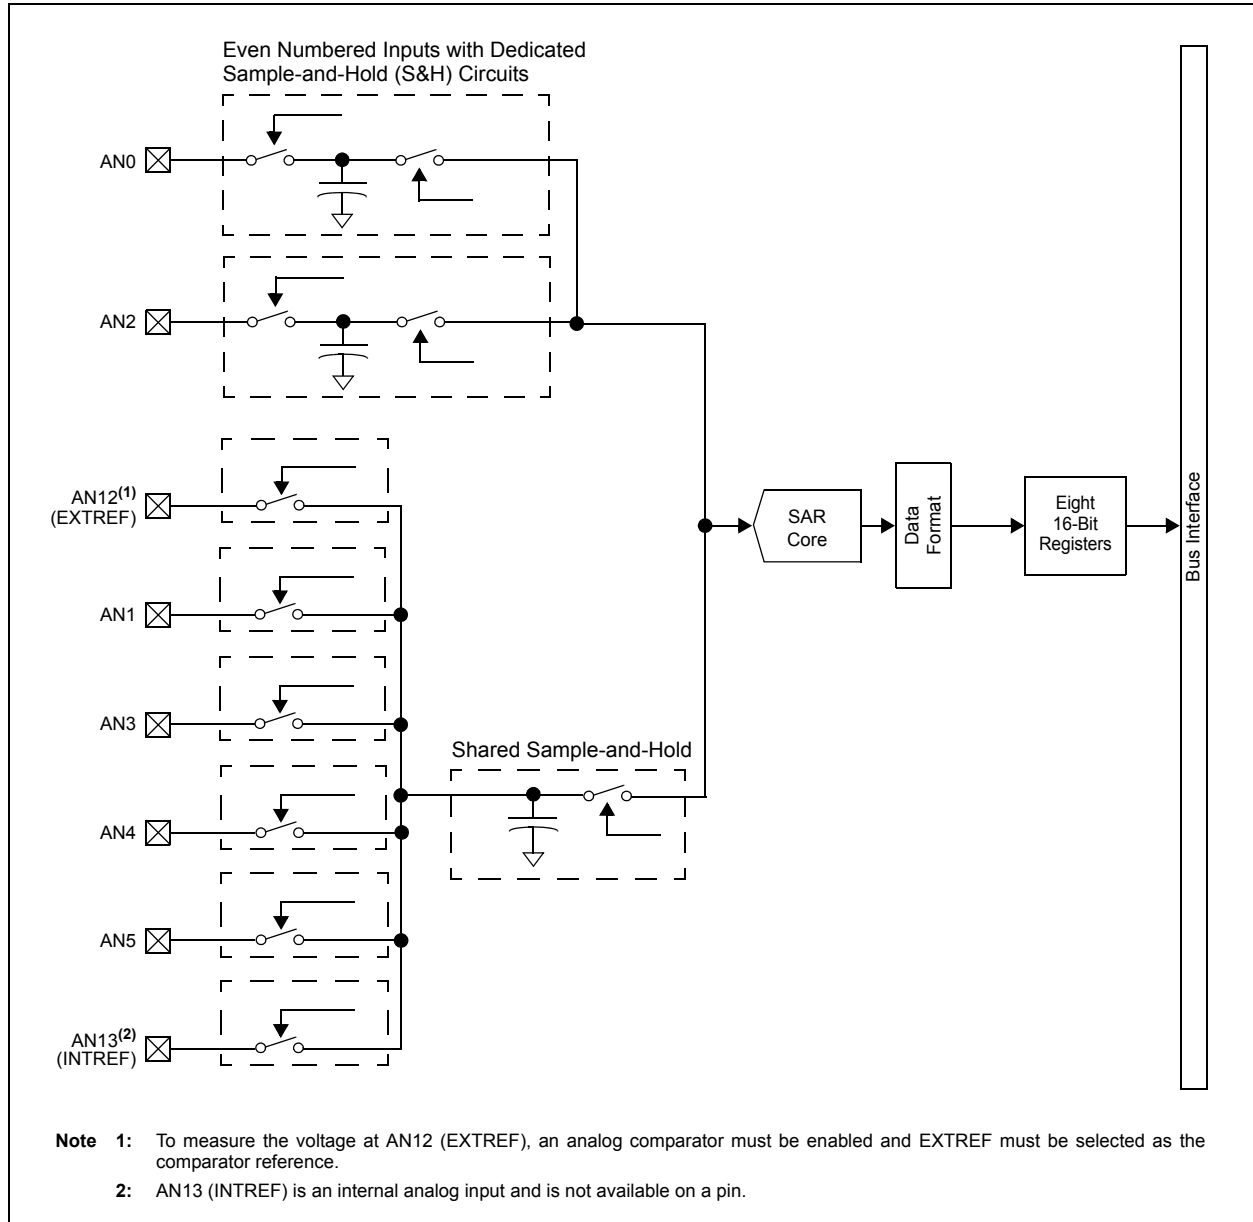 Even Numbered Inputs with Dedicated
Sample-and-Hold (S&H) Circuits
AN0
AN2
AN12(1)
(EXTREF)
AN1
AN3
AN4
AN5
AN13(2)
(INTREF)
Shared Sample-and-Hold
SAR
Core
Data
Format
Eight
16-Bit
Registers
Bus Interface
Note 1: To measure the voltage at AN12 (EXTREF), an analog comparator must be enabled and EXTREF must be selected as the
comparator reference.
2: AN13 (INTREF) is an internal analog input and is not available on a pin.